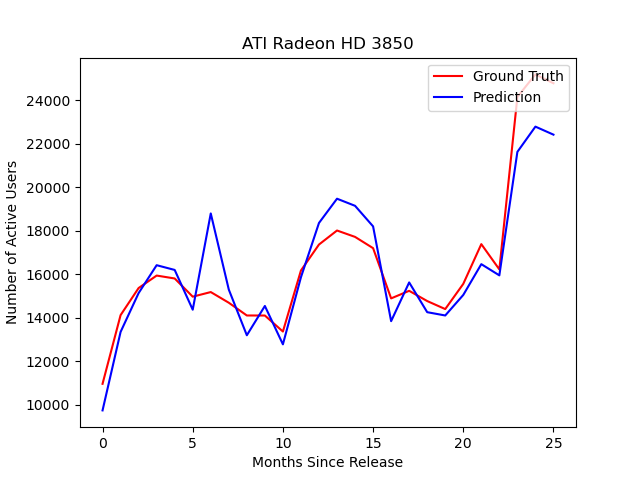 ATI Radeon HD 3850
Ground Truth
Prediction
24000
22000
20000
18000
16000
14000
12000
10000
Number of Active Users
0 5 10 15 20 25
Months Since Release